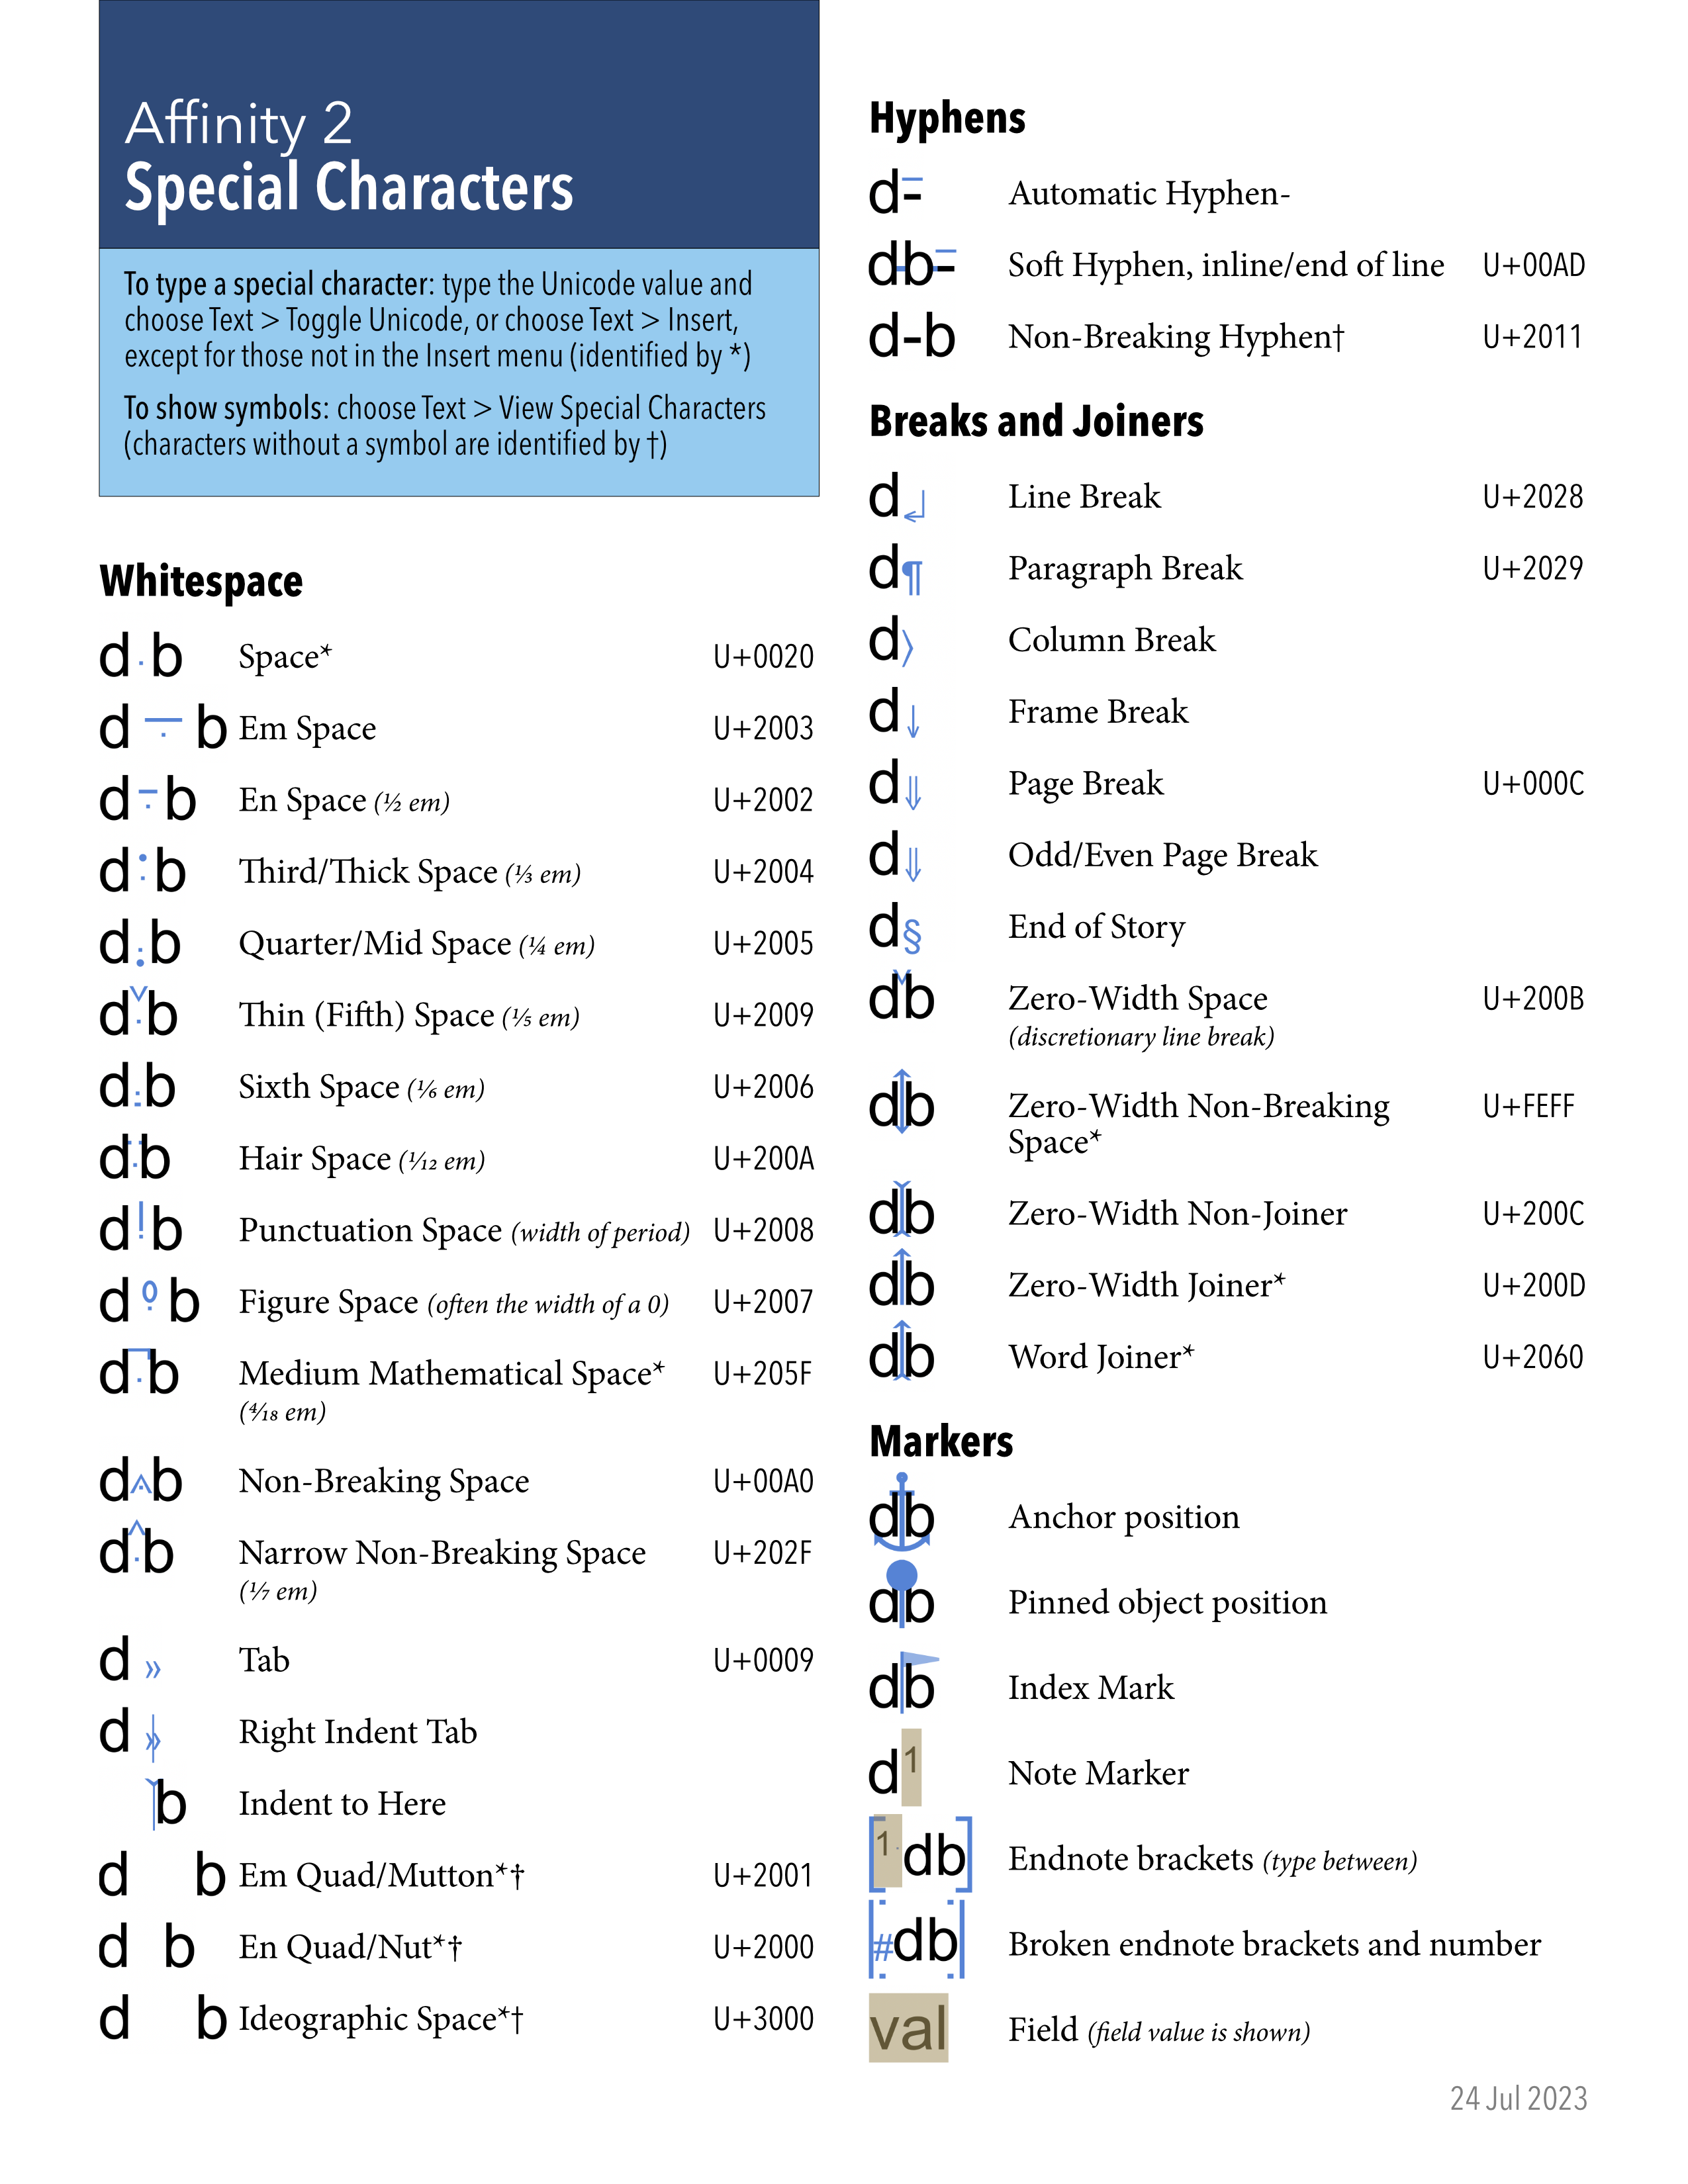 Affinity 2
Special Characters
To type a special character: type the Unicode value and
choose Text > Toggle Unicode, or choose Text > Insert,
except for those not in the Insert menu (identified by *)
To show symbols: choose Text > View Special Characters
(characters without a symbol are identified by †)
Whitespace
d·b Space* U+0020
d b Em Space U+2003
d b En Space (½ em) U+2002
d b Third/Thick Space (⅓ em) U+2004
d b Quarter/Mid Space (¼ em) U+2005
d b Thin (Fifth) Space (⅕ em) U+2009
d b Sixth Space (⅙ em) U+2006
d b Hair Space (1⁄12 em) U+200A
d b Punctuation Space (width of period) U+2008
d b Figure Space (often the width of a 0) U+2007
d b Medium Mathematical Space* U+205F
(4⁄18 em)
d b Non-Breaking Space U+00A0
d b Narrow Non-Breaking Space U+202F
(1⁄7 em)
d » Tab U+0009
d » Right Indent Tab
b Indent to Here
d b Em Quad/Mutton*† U+2001
d b En Quad/Nut*† U+2000
d b Ideographic Space*† U+3000
Hyphens
d- Automatic Hyphen-
db- Soft Hyphen, inline/end of line U+00AD
d-b Non-Breaking Hyphen† U+2011
Breaks and Joiners
d↵ Line Break U+2028
d¶ Paragraph Break U+2029
d〉 Column Break
d↓ Frame Break
d⇓ Page Break U+000C
d⇓ Odd/Even Page Break
d§ End of Story
db Zero-Width Space U+200B
(discretionary line break)
db Zero-Width Non-Breaking U+FEFF
Space*
db Zero-Width Non-Joiner U+200C
db Zero-Width Joiner* U+200D
db Word Joiner* U+2060
Markers
db Anchor position
db Pinned object position
db Index Mark
d1 Note Marker
[1 db] Endnote brackets (type between)
#db Broken endnote brackets and number
val Field (field value is shown)
24 Jul 2023